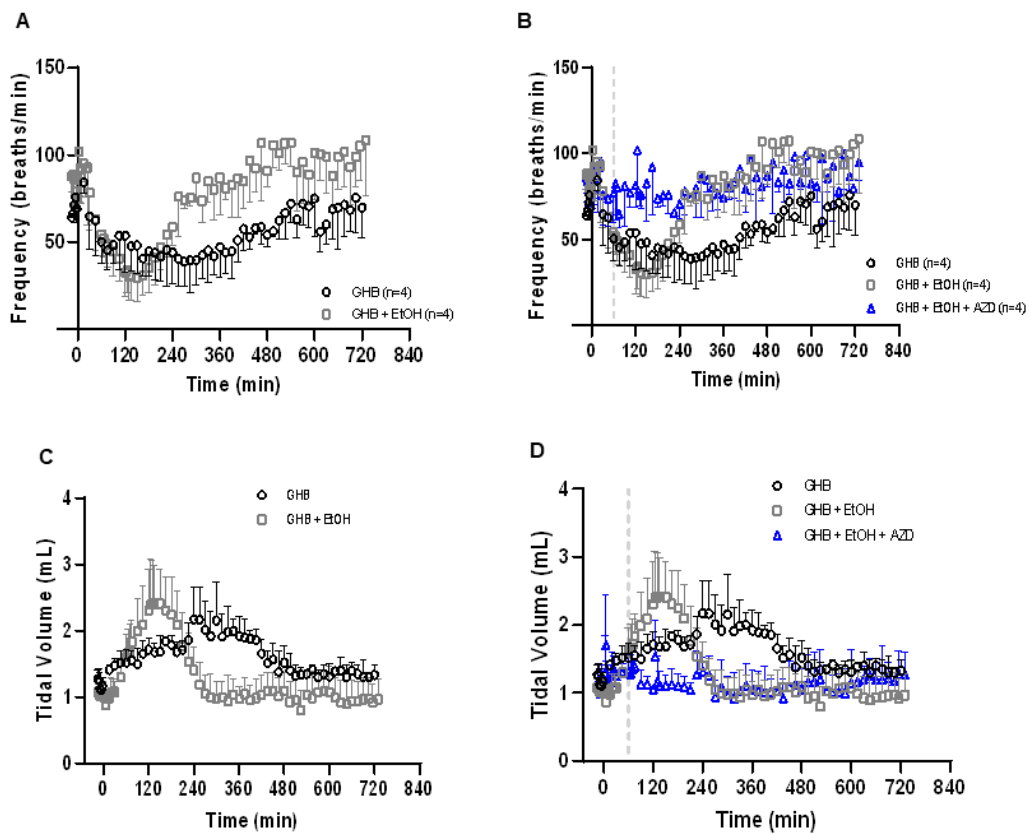 A
Frequency (breaths/min)
150
100
50
0 120 240 360 480 600 720 840
Time (min)
GHB (n=4)
GHB + EtOH (n=4)
B
Frequency (breaths/min)
150
100
50
0 120 240 360 480 600 720 840
Time (min)
GHB (n=4)
GHB + EtOH (n=4)
GHB + EtOH + AZD (n=4)
C
Tidal Volume (mL)
4
3
2
1
0
0 120 240 360 480 600 720 840
Time (min)
GHB
GHB + EtOH
D
Tidal Volume (mL)
4
3
2
1
0
0 120 240 360 480 600 720 840
Time (min)
GHB
GHB + EtOH
GHB + EtOH + AZD